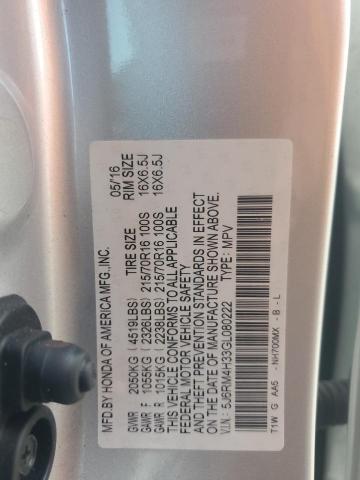 MFD.BY HONDA OF AMERICA MFG.,INC. 05/16
TIRE SIZE RIM SIZE
GVWR 2050KG (4519LBS)
GAWR F 1055KG (2326LBS) 215/70R16 100S 16X6.5J
GAWR R 1015KG (2238LBS) 215/70R16 100S 16X6.5J
THIS VEHICLE CONFORMS TO ALL APPLICABLE
FEDERAL MOTOR VEHICLE SAFETY
AND THEFT PREVENTION STANDARDS IN EFFECT
ON THE DATE OF MANUFACTURE SHOWN ABOVE.
V.I.N.: 5J6RM4H33GL080222 TYPE: MPV
T1W G AA5 -NH700MX -B -L